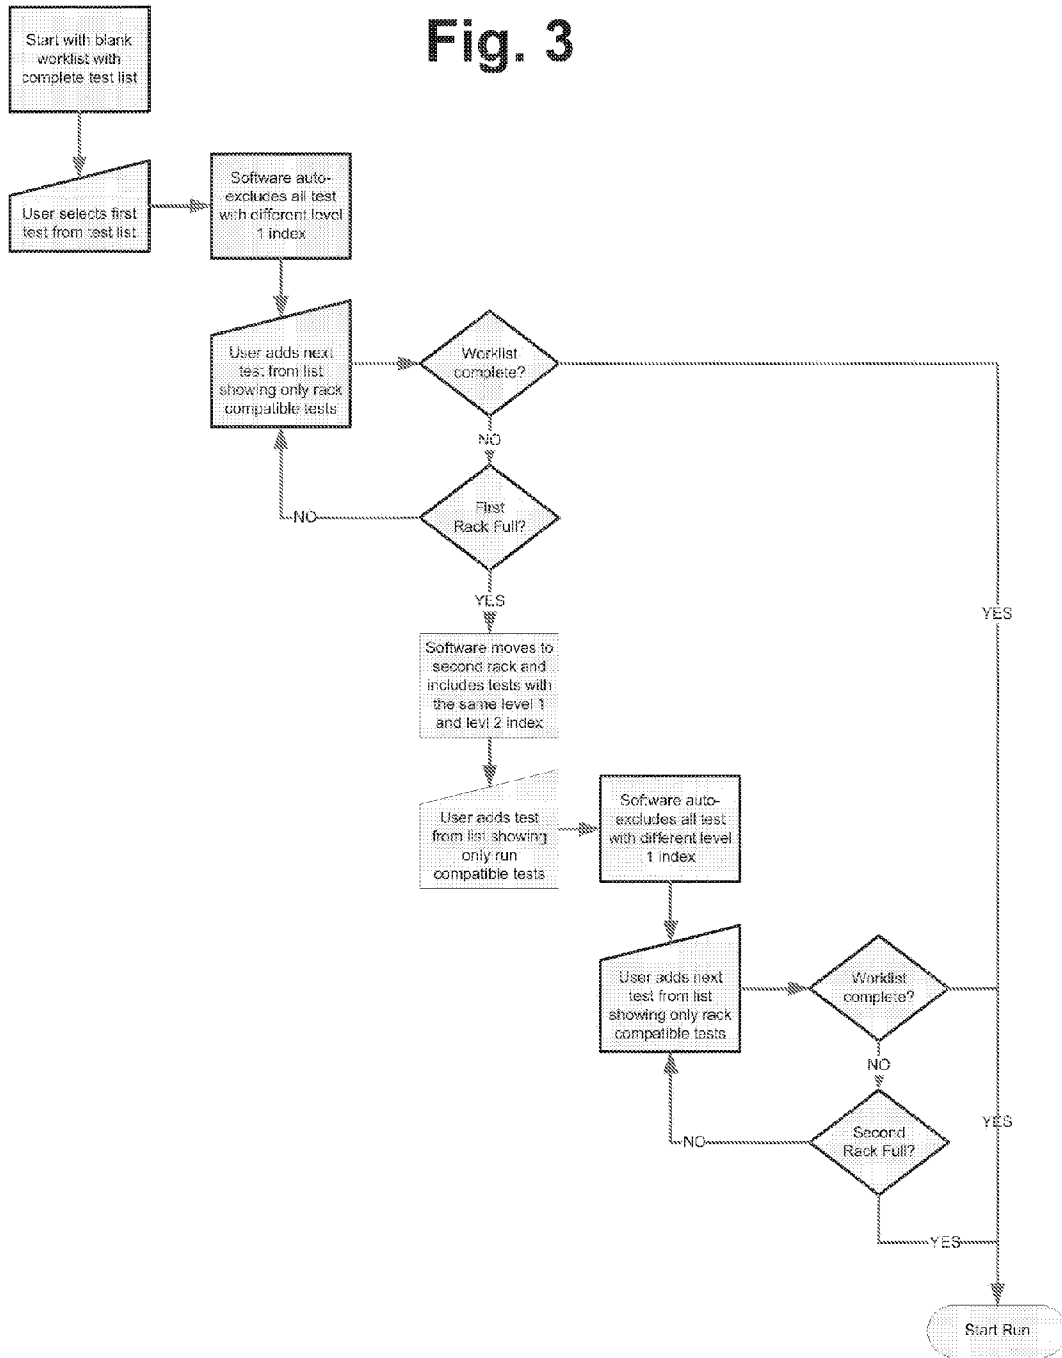 Fig. 3
Start with blank
worklist with
complete test list
User selects first
test from test list
Software auto-
excludes all test
with different level
1 index
User adds next
test from list
showing only rack
compatible tests
Worklist
complete?
NO
First
Rack Full?
NO
YES
YES
Software moves to
second rack and
includes tests with
the same level 1
and levl 2 index
User adds test
from list showing
only run
compatible tests
Software auto-
excludes all test
with different level
1 index
User adds next
test from list
showing only rack
compatible tests
Worklist
complete?
NO
YES
Second
Rack Full?
NO
YES
Start Run